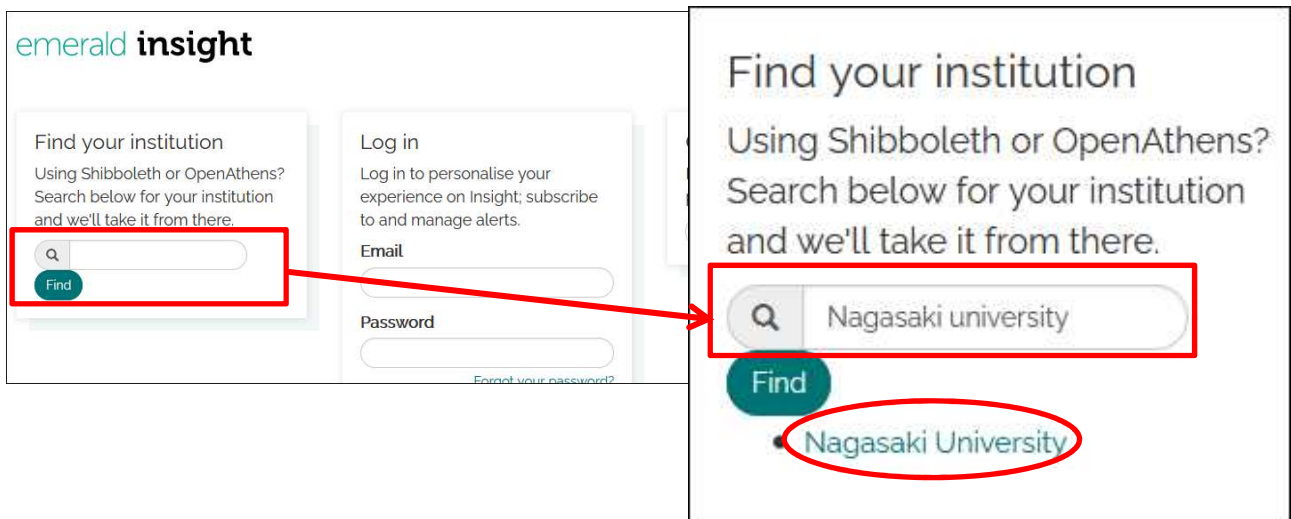 emerald insight
Find your institution
Using Shibboleth or OpenAthens?
Search below for your institution
and we'll take it from there.
Find
Log in
Log in to personalise your
experience on Insight; subscribe
to and manage alerts.
Email
Password
Forgot your password?
Find your institution
Using Shibboleth or OpenAthens?
Search below for your institution
and we'll take it from there.
Nagasaki university
Find
• Nagasaki University